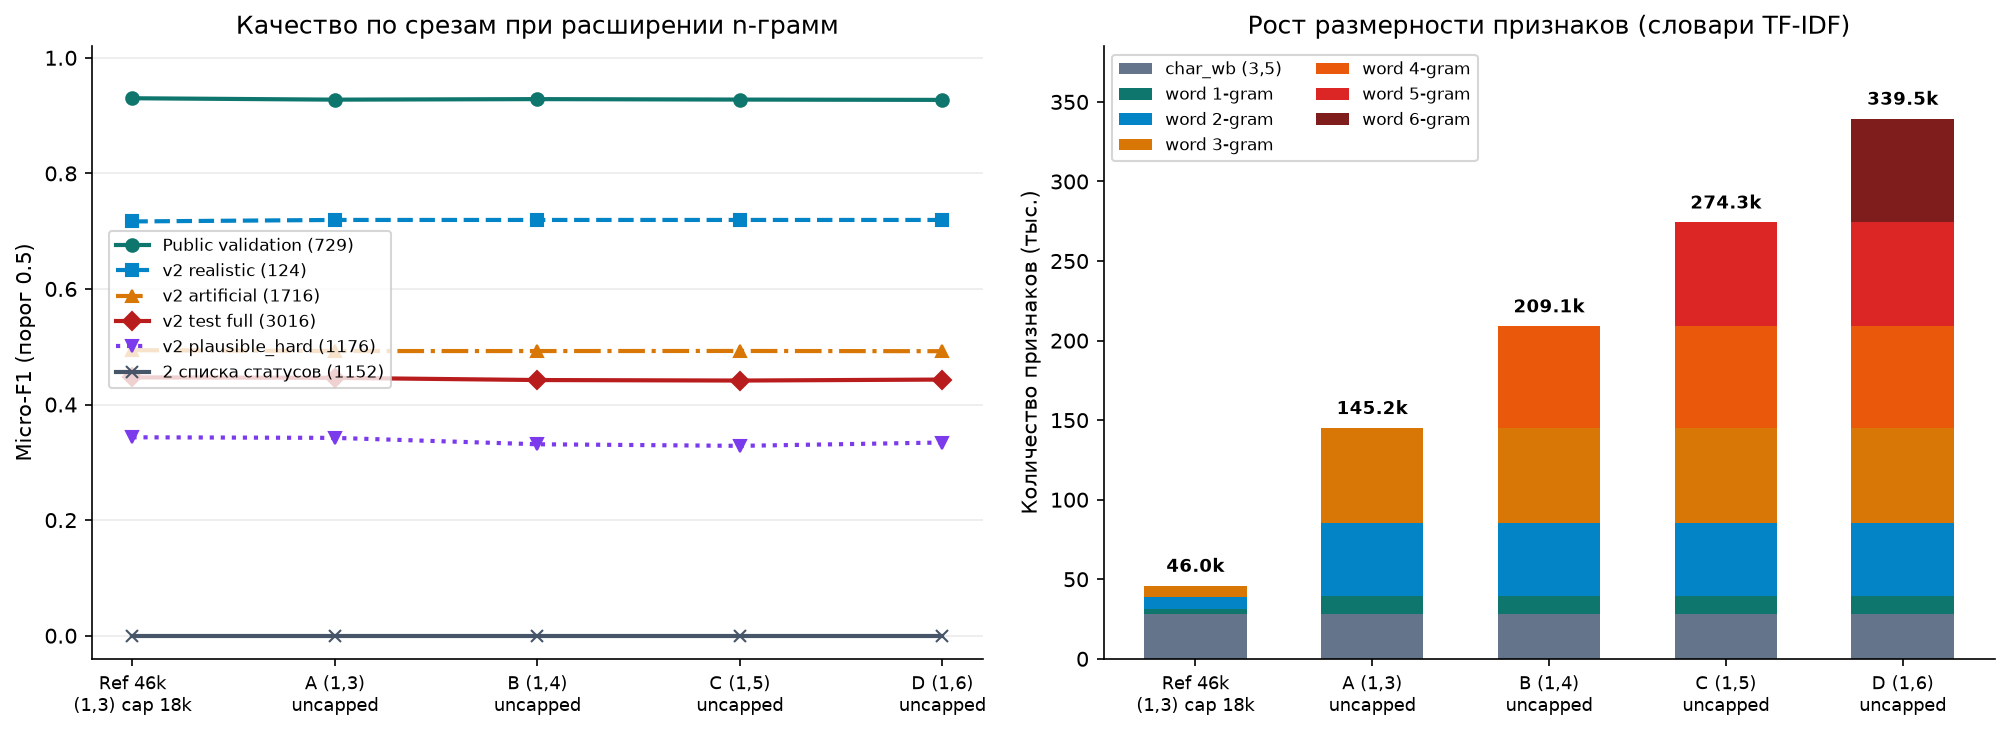 Качество по срезам при расширении n-грамм
Micro-F1 (порог 0.5)
1.0
0.8
0.6
0.4
0.2
0.0
Public validation (729)
v2 realistic (124)
v2 artificial (1716)
v2 test full (3016)
v2 plausible_hard (1176)
2 списка статусов (1152)
Ref 46k
(1,3) cap 18k
A (1,3)
uncapped
B (1,4)
uncapped
C (1,5)
uncapped
D (1,6)
uncapped
Рост размерности признаков (словари TF-IDF)
Количество признаков (тыс.)
350
300
250
200
150
100
50
0
char_wb (3,5)
word 1-gram
word 2-gram
word 3-gram
word 4-gram
word 5-gram
word 6-gram
46.0k
145.2k
209.1k
274.3k
339.5k
Ref 46k
(1,3) cap 18k
A (1,3)
uncapped
B (1,4)
uncapped
C (1,5)
uncapped
D (1,6)
uncapped